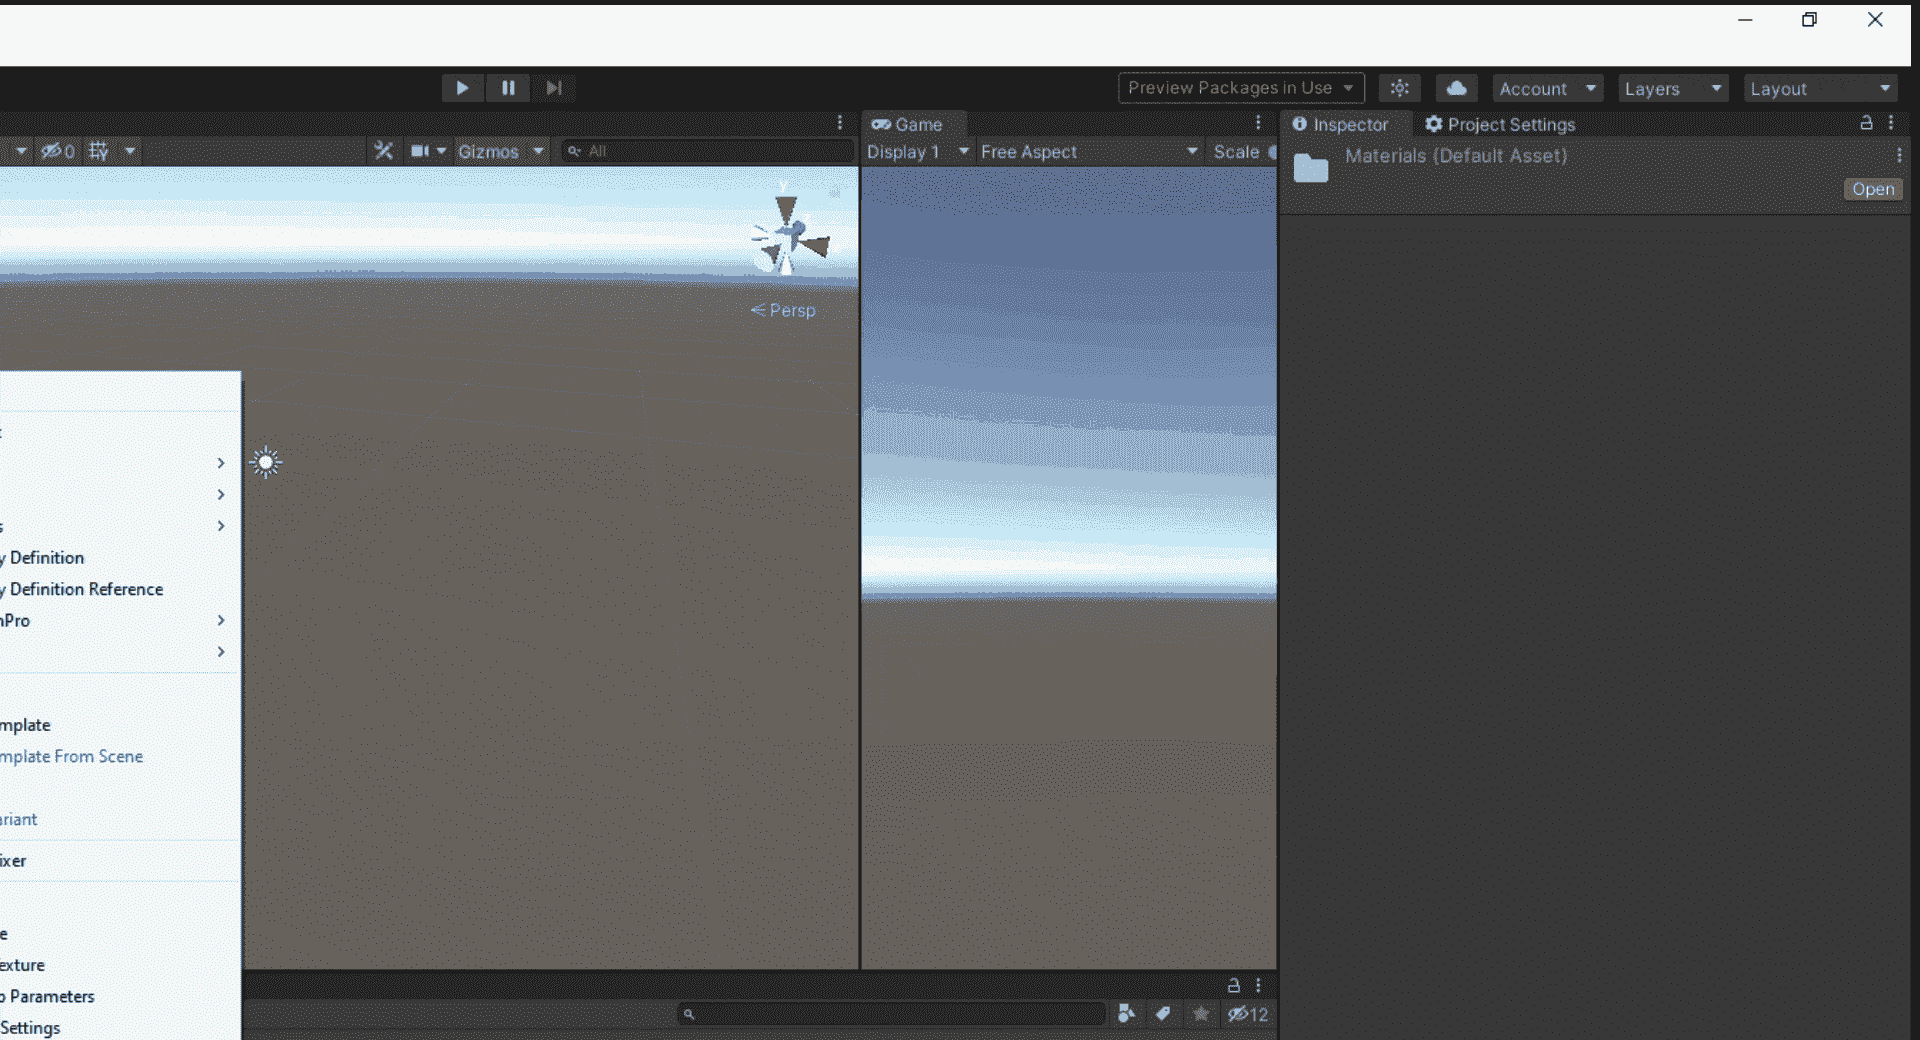 Preview Packages in Use
Account
Layers
Layout
Game
Inspector
Project Settings
0
Gizmos
All
Display 1
Free Aspect
Scale
Materials (Default Asset)
Open
y
Persp
y Definition
y Definition Reference
nPro
mplate
mplate From Scene
ariant
ixer
e
exture
p Parameters
Settings
12